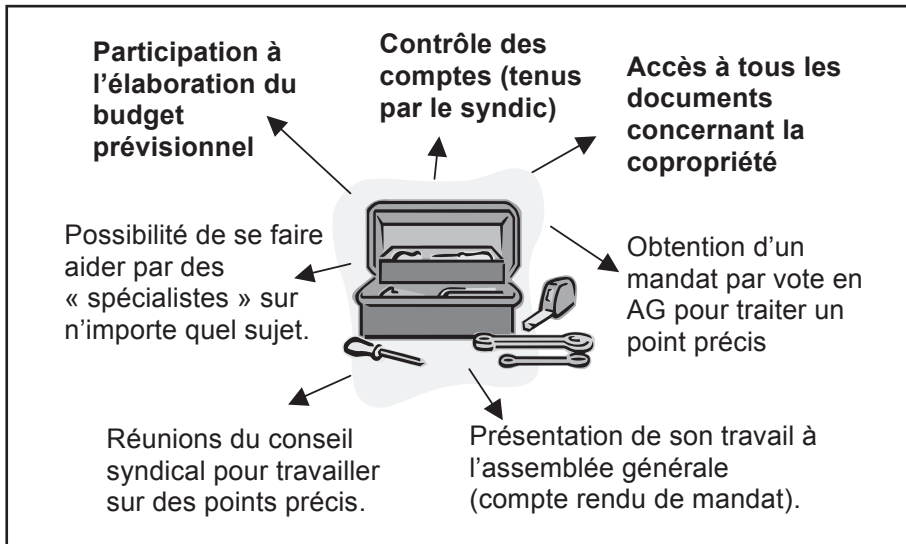 Participation à
l’élaboration du
budget
prévisionnel
Contrôle des
comptes (tenus
par le syndic)
Accès à tous les
documents
concernant la
copropriété
Possibilité de se faire
aider par des
« spécialistes » sur
n’importe quel sujet.
Obtention d’un
mandat par vote en
AG pour traiter un
point précis
Réunions du conseil
syndical pour travailler
sur des points précis.
Présentation de son travail à
l’assemblée générale
(compte rendu de mandat).